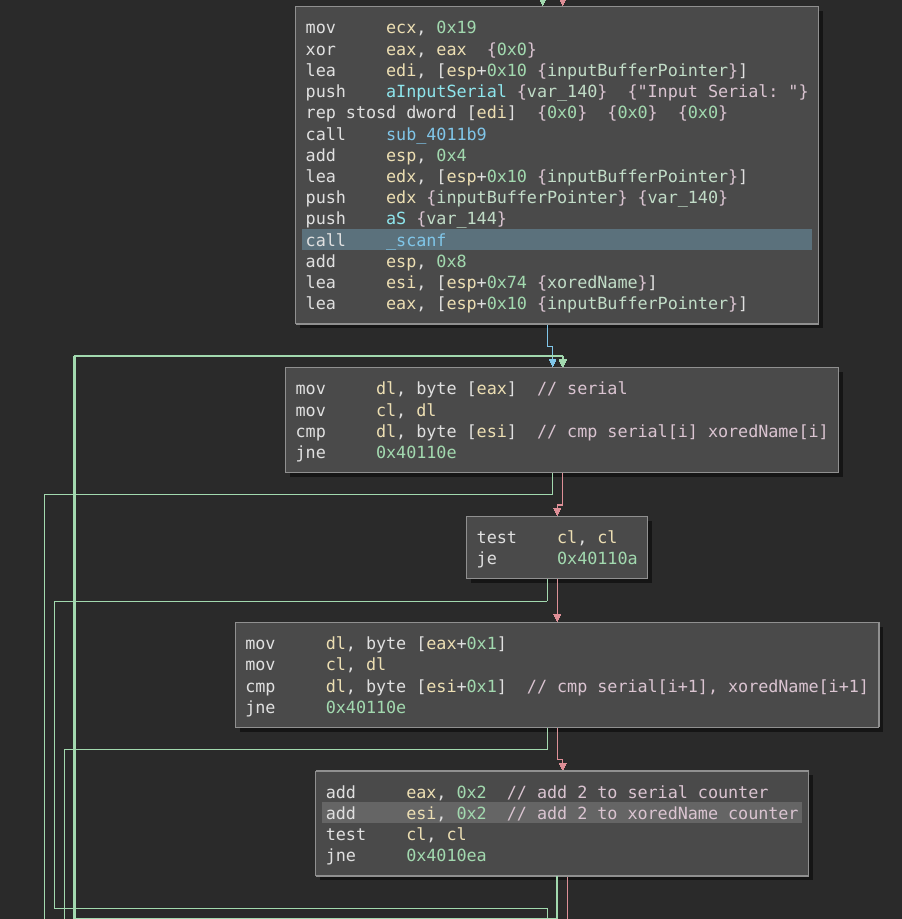 mov ecx, 0x19
xor eax, eax {0x0}
lea edi, [esp+0x10 {inputBufferPointer}]
push aInputSerial {var_140} {"Input Serial: "}
rep stosd dword [edi] {0x0} {0x0} {0x0}
call sub_4011b9
add esp, 0x4
lea edx, [esp+0x10 {inputBufferPointer}]
push edx {inputBufferPointer} {var_140}
push aS {var_144}
call _scanf
add esp, 0x8
lea esi, [esp+0x74 {xoredName}]
lea eax, [esp+0x10 {inputBufferPointer}]
mov dl, byte [eax] // serial
mov cl, dl
cmp dl, byte [esi] // cmp serial[i] xoredName[i]
jne 0x40110e
test cl, cl
je 0x40110a
mov dl, byte [eax+0x1]
mov cl, dl
cmp dl, byte [esi+0x1] // cmp serial[i+1], xoredName[i+1]
jne 0x40110e
add eax, 0x2 // add 2 to serial counter
add esi, 0x2 // add 2 to xoredName counter
test cl, cl
jne 0x4010ea